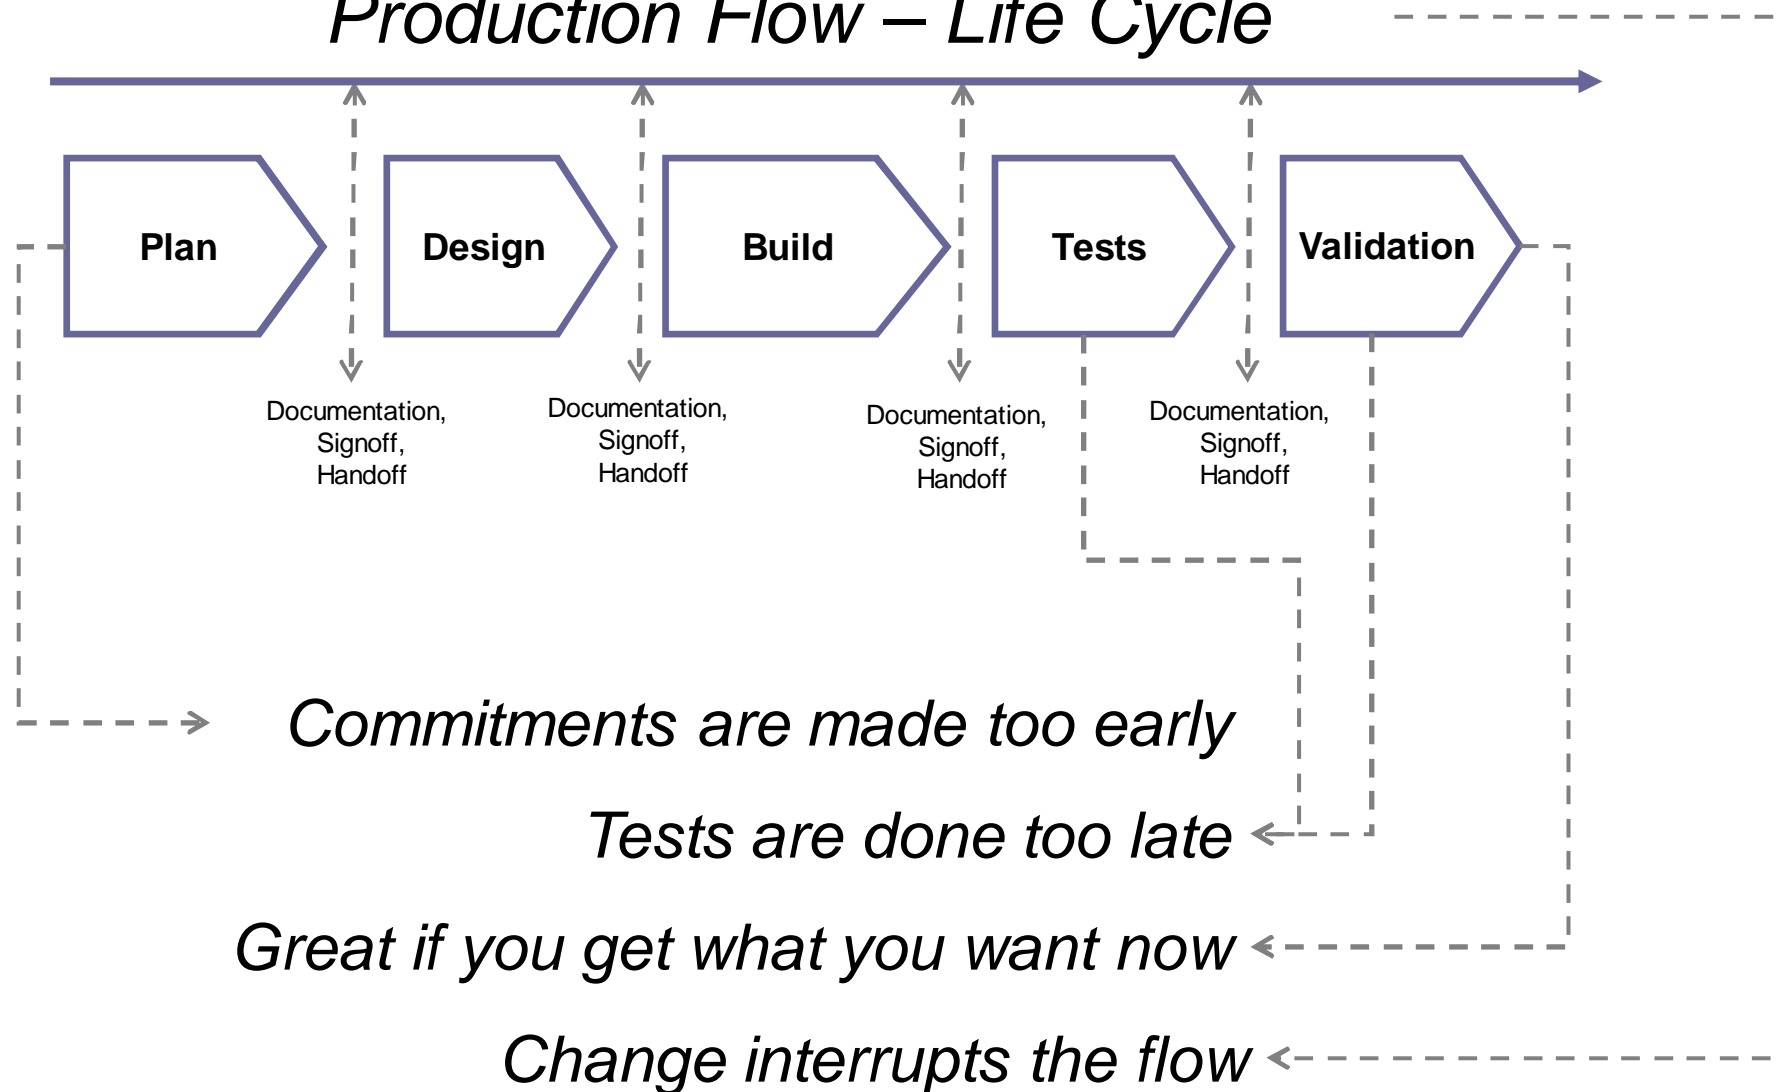 Production Flow – Life Cycle
Plan
Design
Build
Tests
Validation
Documentation,
Signoff,
Handoff
Documentation,
Signoff,
Handoff
Documentation,
Signoff,
Handoff
Documentation,
Signoff,
Handoff
Commitments are made too early
Tests are done too late
Great if you get what you want now
Change interrupts the flow